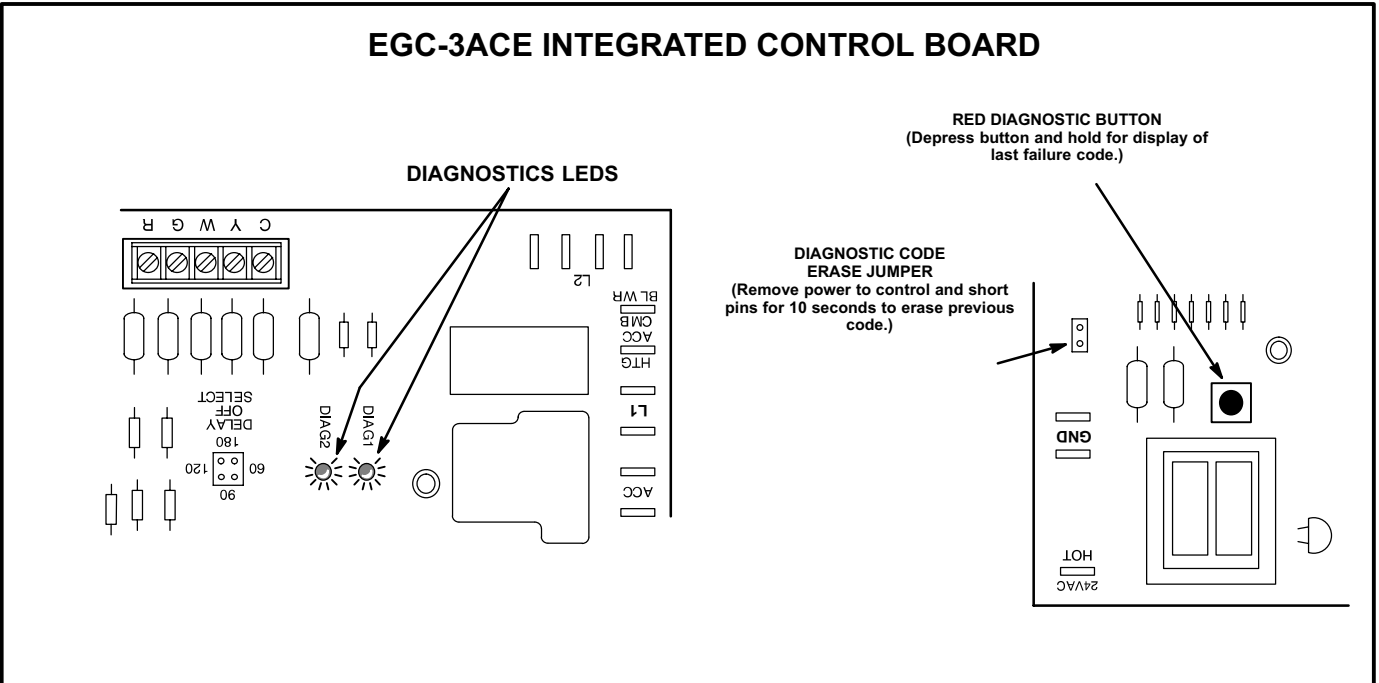 EGC-3ACE INTEGRATED CONTROL BOARD
RED DIAGNOSTIC BUTTON
(Depress button and hold for display of
last failure code.)
DIAGNOSTICS LEDS
DIAGNOSTIC CODE
ERASE JUMPER
(Remove power to control and short
pins for 10 seconds to erase previous
code.)
R G W Y C
L2
BLWR
CMB
ACC
HTG
L1
ACC
DELAY
OFF
SELECT
180
120
60
90
DIAG2
DIAG1
GND
HOT
24VAC